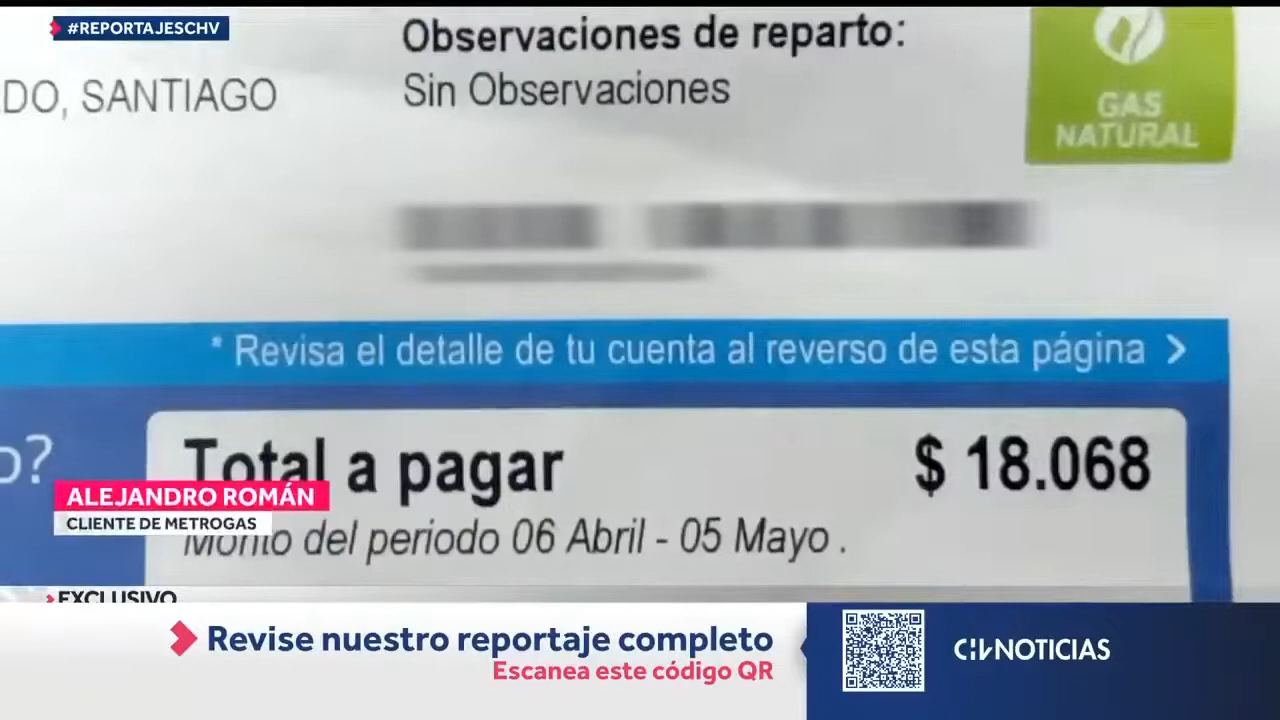 #REPORTAJESCHV
Observaciones de reparto:
DO, SANTIAGO
Sin Observaciones
GAS
NATURAL
* Revisa el detalle de tu cuenta al reverso de esta página
o?
Total a pagar
$ 18.068
ALEJANDRO ROMÁN
CLIENTE DE METROGAS
Monto del periodo 06 Abril - 05 Mayo .
EXCLUSIVO
Revise nuestro reportaje completo
Escanea este código QR
CHV NOTICIAS